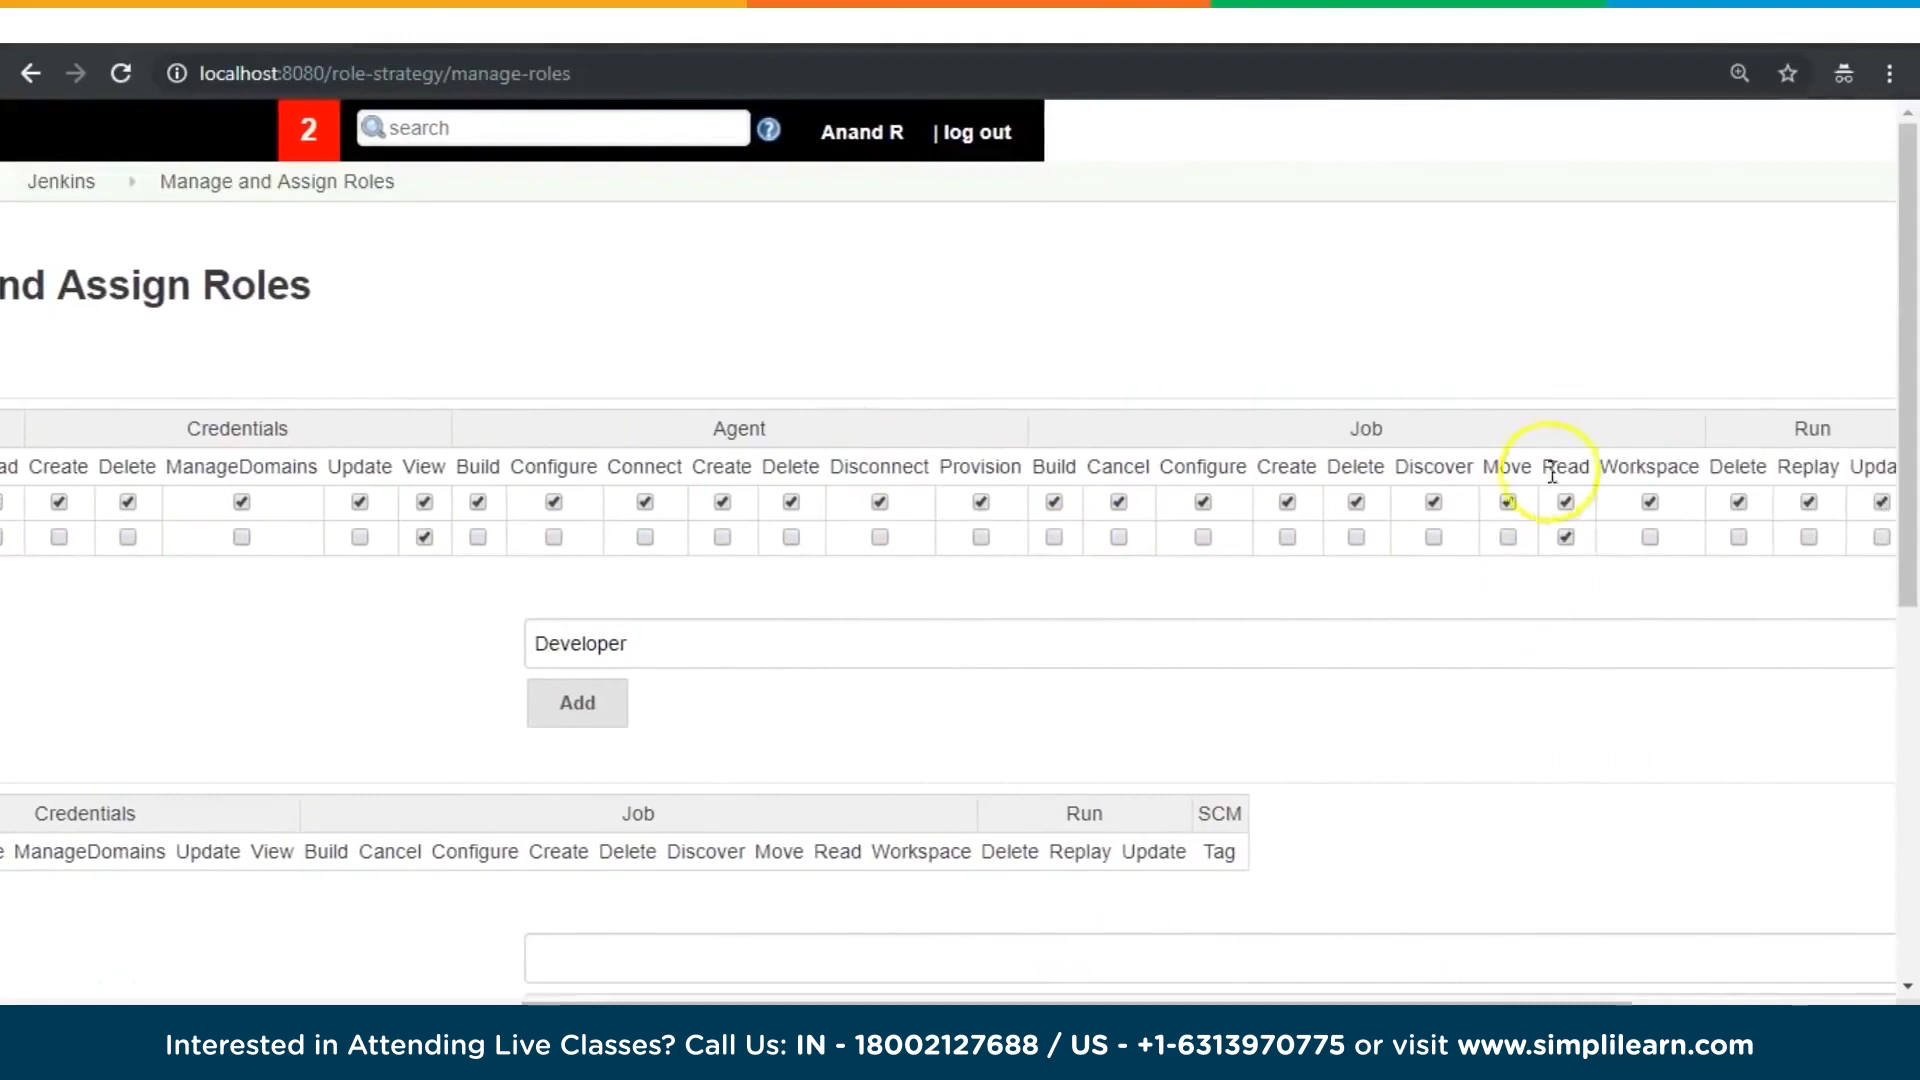 localhost:8080/role-strategy/manage-roles
2
search
?
Anand R
| log out
Jenkins
Manage and Assign Roles
nd Assign Roles
Credentials Agent Job Run
ad Create Delete ManageDomains Update View Build Configure Connect Create Delete Disconnect Provision Build Cancel Configure Create Delete Discover Move Read Workspace Delete Replay Upda
Developer
Add
Credentials Job Run SCM
e ManageDomains Update View Build Cancel Configure Create Delete Discover Move Read Workspace Delete Replay Update Tag
Interested in Attending Live Classes? Call Us: IN - 18002127688 / US - +1-6313970775 or visit www.simplilearn.com